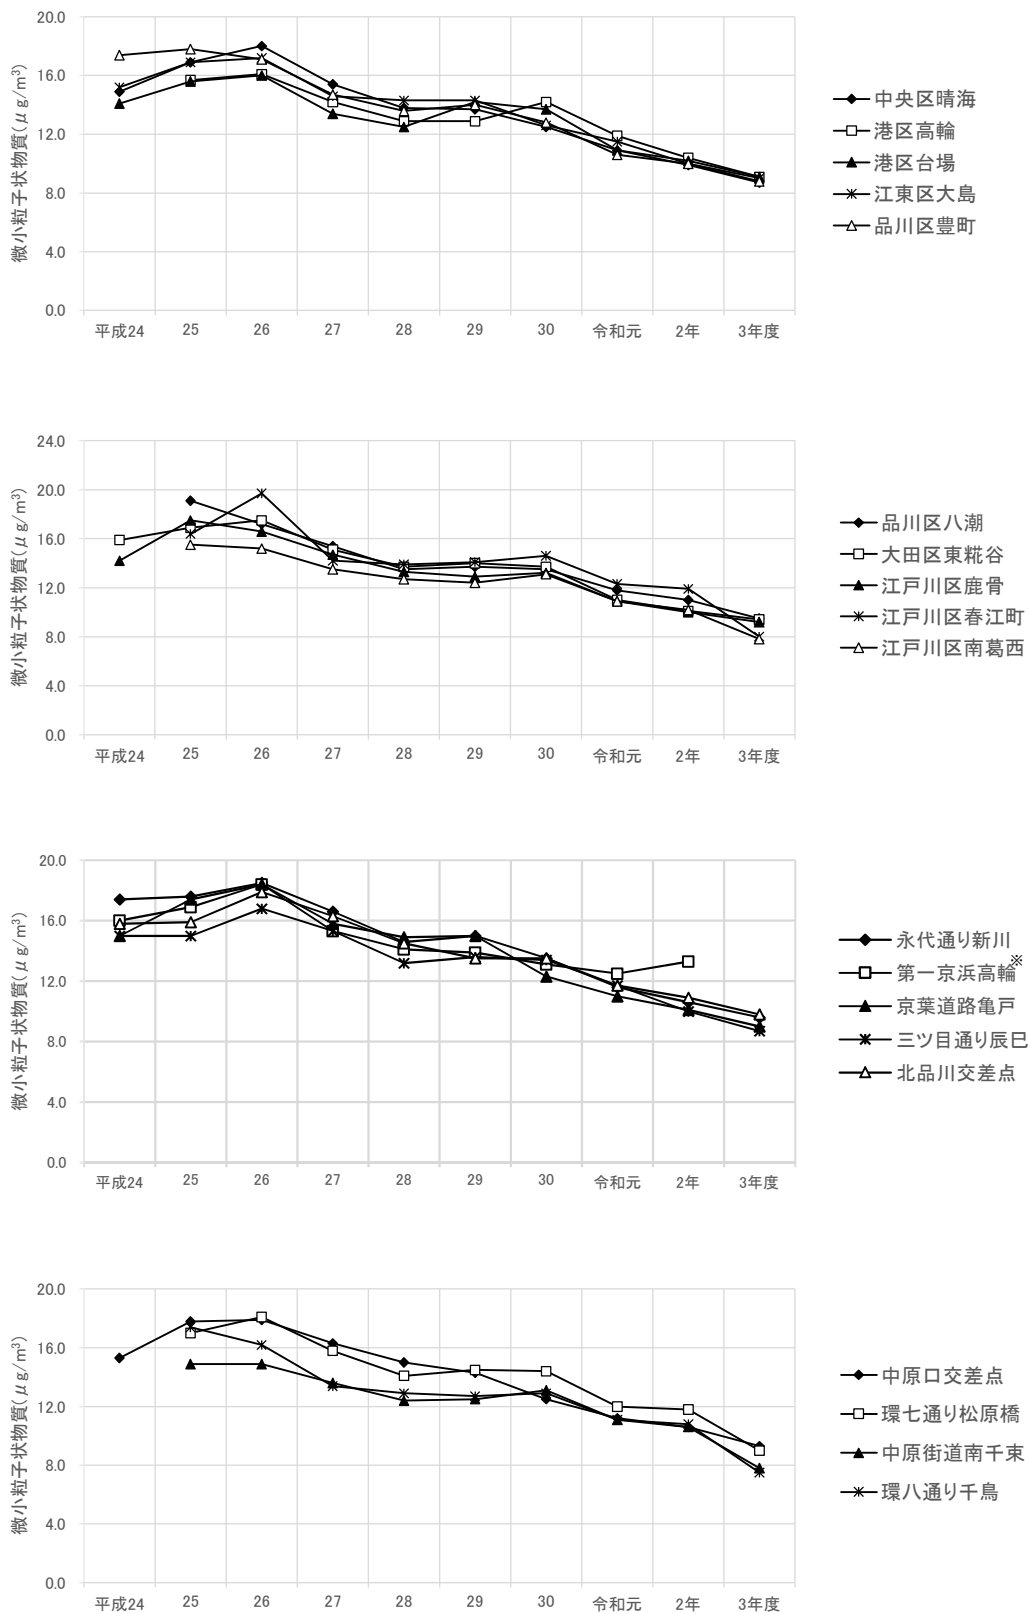 微小粒子状物質(μg/m³)
20.0
16.0
12.0
8.0
4.0
0.0
平成24 25 26 27 28 29 30 令和元 2年 3年度
中央区晴海
港区高輪
港区台場
江東区大島
品川区豊町
微小粒子状物質(μg/m³)
24.0
20.0
16.0
12.0
8.0
4.0
0.0
平成24 25 26 27 28 29 30 令和元 2年 3年度
品川区八潮
大田区東糀谷
江戸川区鹿骨
江戸川区春江町
江戸川区南葛西
微小粒子状物質(μg/m³)
20.0
16.0
12.0
8.0
4.0
0.0
平成24 25 26 27 28 29 30 令和元 2年 3年度
永代通り新川
第一京浜高輪※
京葉道路亀戸
三ツ目通り辰巳
北品川交差点
微小粒子状物質(μg/m³)
20.0
16.0
12.0
8.0
4.0
0.0
平成24 25 26 27 28 29 30 令和元 2年 3年度
中原口交差点
環七通り松原橋
中原街道南千束
環八通り千鳥